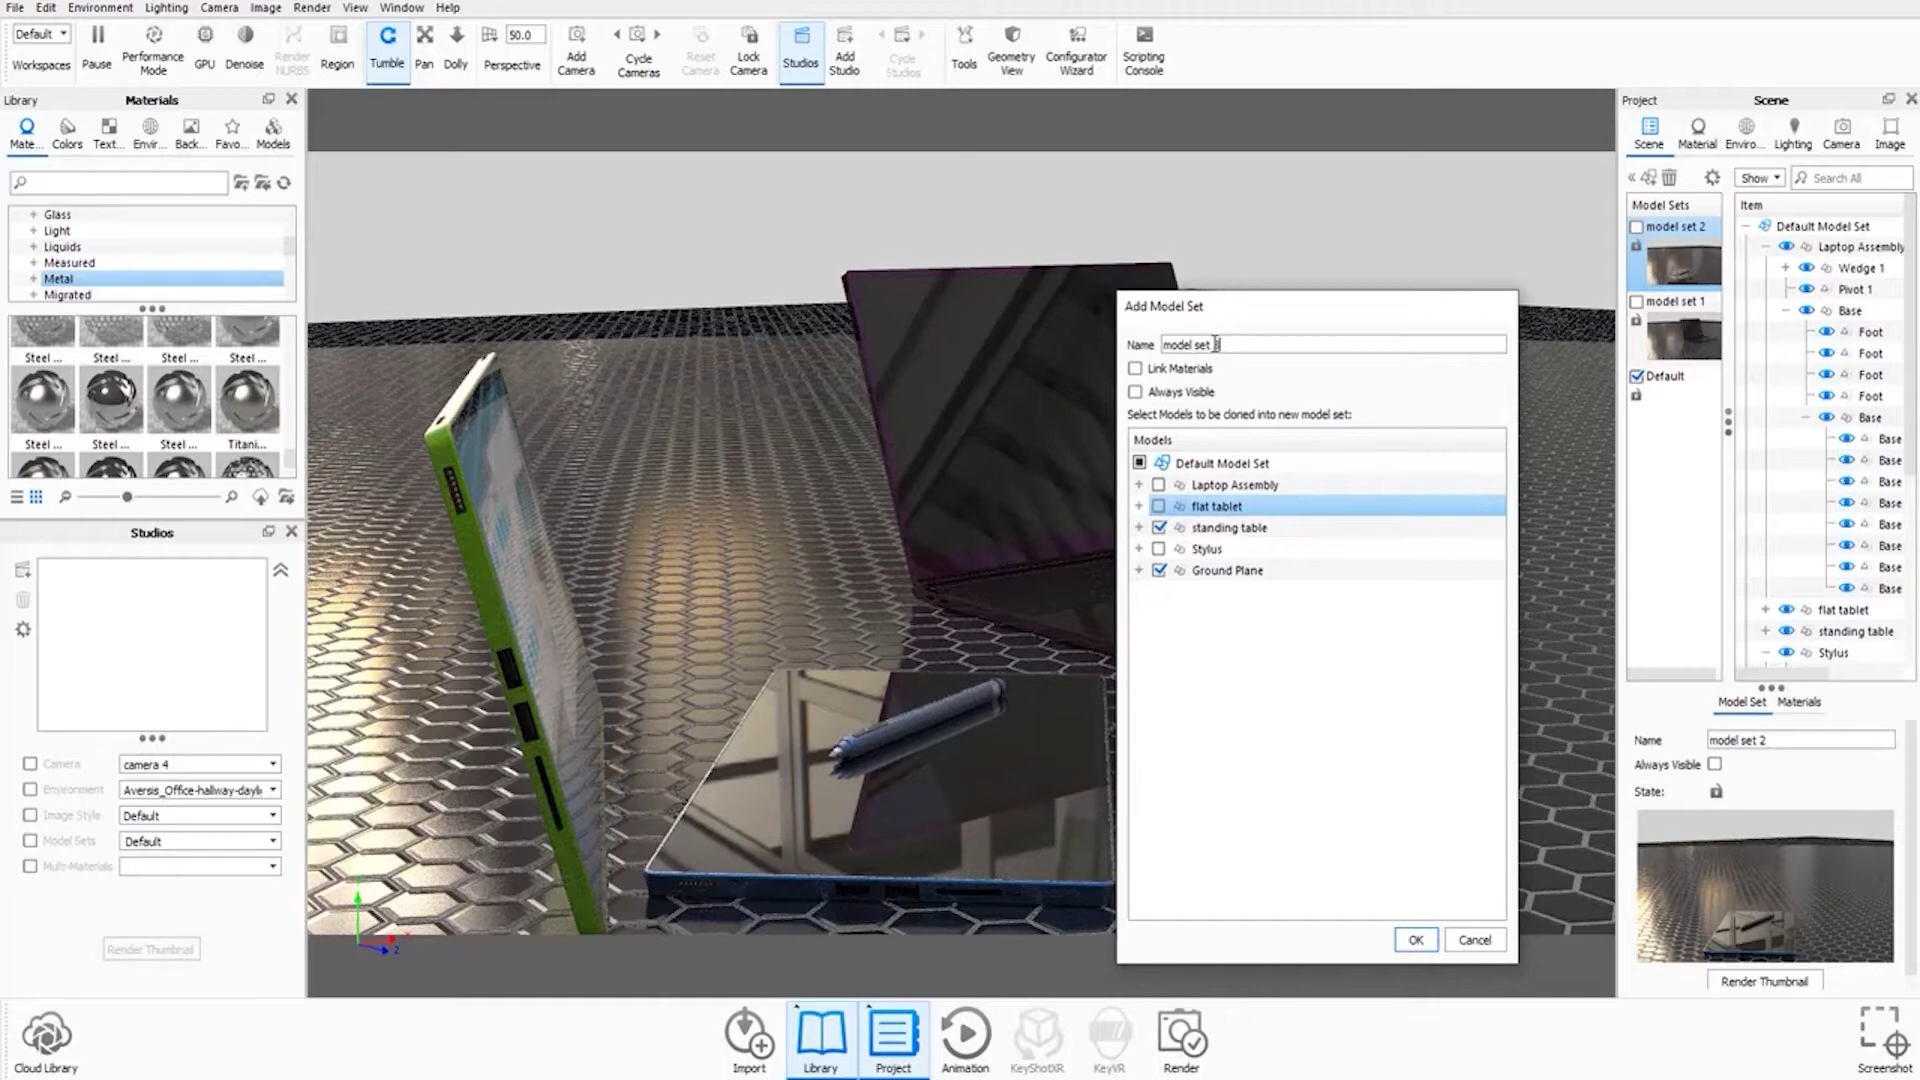 File Edit Environment Lighting Camera Image Render View Window Help
Default
Workspaces
Pause
Performance Mode
GPU
Denoise
Render NURBS
Region
Tumble
Pan
Dolly
50.0
Perspective
Add Camera
Cycle Cameras
Reset Camera
Lock Camera
Studios
Add Studio
Cycle Studios
Tools
Geometry View
Configurator Wizard
Scripting Console
Library
Materials
Mate... Colors Text... Envir... Back... Favo... Models
Glass
Light
Liquids
Measured
Metal
Migrated
Steel ... Steel ... Steel ... Steel ...
Steel ... Steel ... Steel ... Titani...
Studios
Camera camera 4
Environment Aversis_Office-hallway-dayli
Image Style Default
Model Sets Default
Multi-Materials
Render Thumbnail
Add Model Set
Name model set
Link Materials
Always Visible
Select Models to be cloned into new model set:
Models
Default Model Set
Laptop Assembly
flat tablet
standing table
Stylus
Ground Plane
OK Cancel
Project
Scene
Scene Material Enviro... Lighting Camera Image
Show Search All
Model Sets
model set 2
model set 1
Default
Item
Default Model Set
Laptop Assembly
Wedge 1
Pivot 1
Base
Foot
Foot
Foot
Foot
Base
Base
Base
Base
Base
Base
Base
Base
Base
flat tablet
standing table
Stylus
Model Set Materials
Name model set 2
Always Visible
State:
Render Thumbnail
Cloud Library
Import
Library
Project
Animation
KeyShotXR
KeyVR
Render
Screenshot